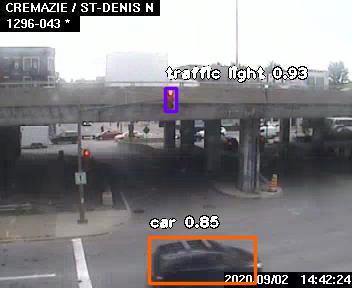 CREMAZIE / ST-DENIS N
1296-043 *
traffic light 0.93
car 0.85
2020/09/02 14:42:24